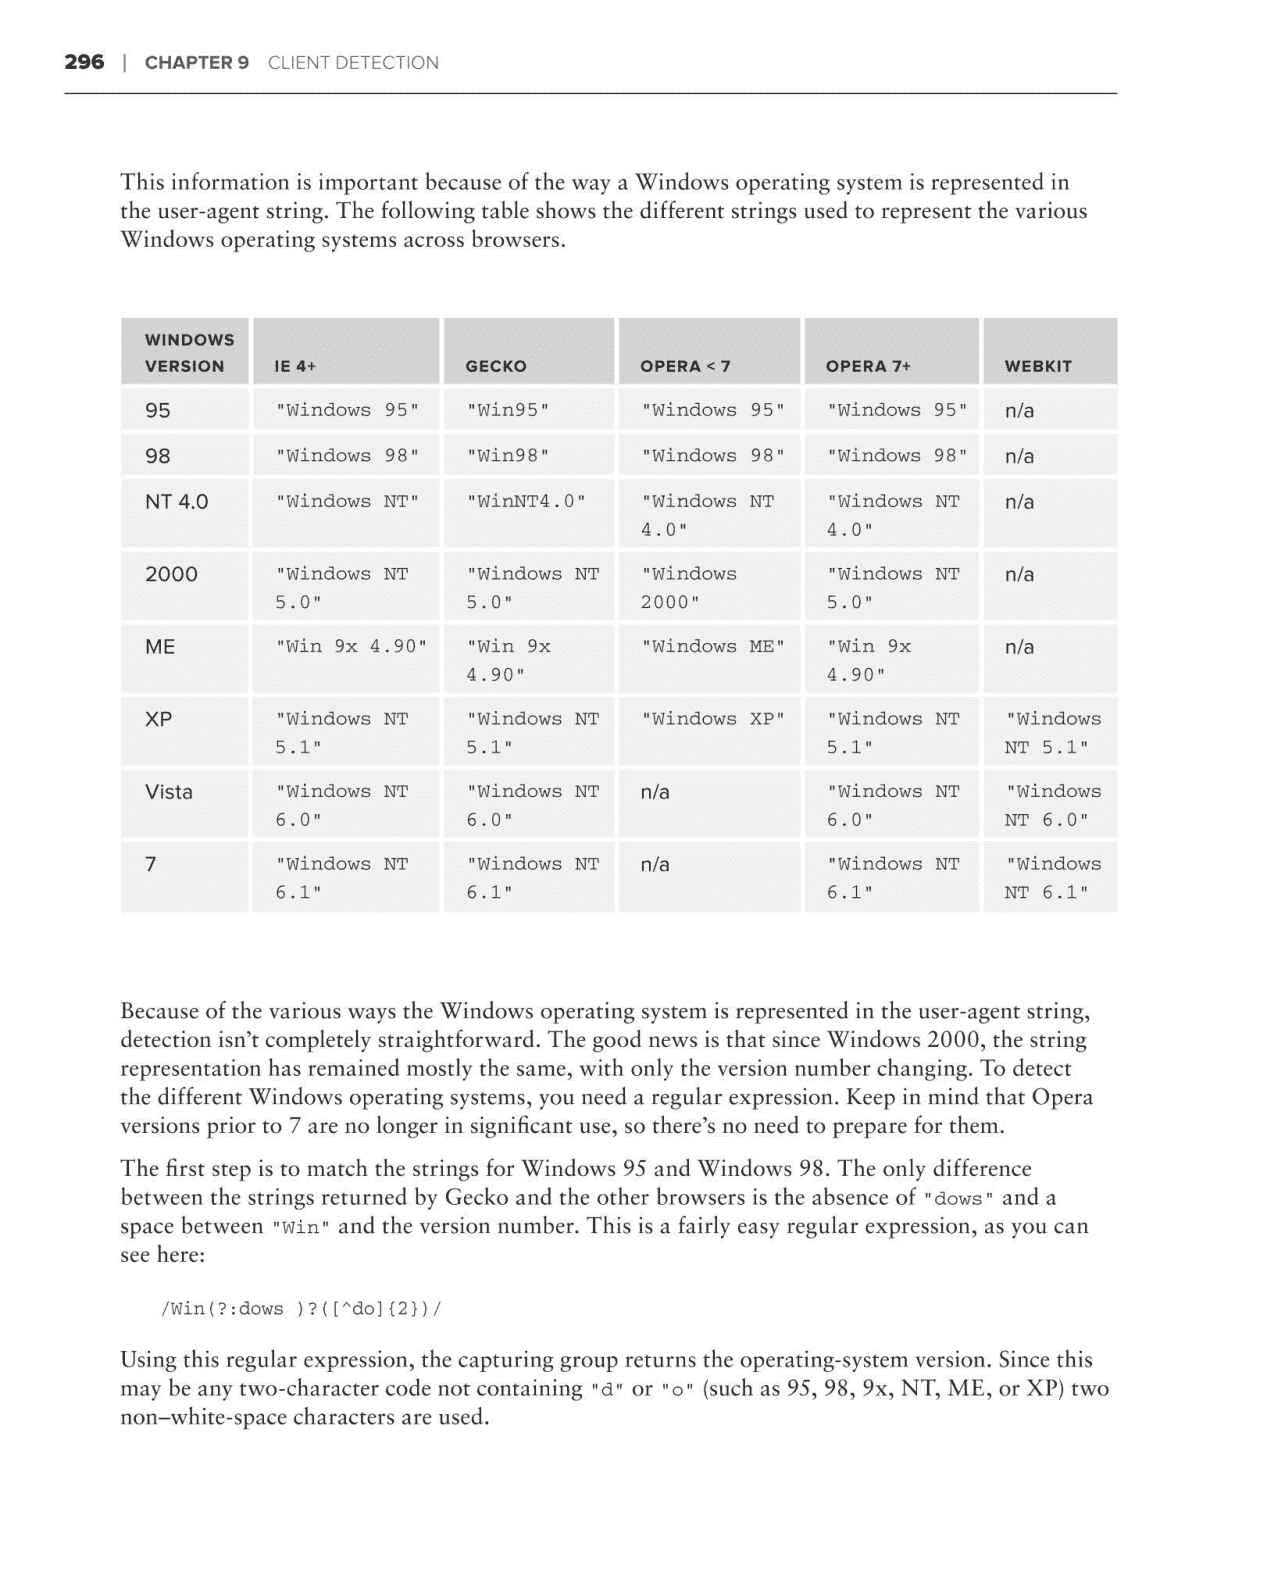 296 | CHAPTER 9 CLIENT DETECTION
This information is important because of the way a Windows operating system is represented in
the user-agent string. The following table shows the different strings used to represent the various
Windows operating systems across browsers.
WINDOWS
VERSION IE 4+ GECKO OPERA < 7 OPERA 7+ WEBKIT
95 "Windows 95" "Win95" "Windows 95" "Windows 95" n/a
98 "Windows 98" "Win98" "Windows 98" "Windows 98" n/a
NT 4.0 "Windows NT" "WinNT4.0" "Windows NT "Windows NT n/a
4.0" 4.0"
2000 "Windows NT "Windows NT "Windows "Windows NT n/a
5.0" 5.0" 2000" 5.0"
ME "Win 9x 4.90" "Win 9x "Windows ME" "Win 9x n/a
4.90" 4.90"
XP "Windows NT "Windows NT "Windows XP" "Windows NT "Windows
5.1" 5.1" 5.1" NT 5.1"
Vista "Windows NT "Windows NT n/a "Windows NT "Windows
6.0" 6.0" 6.0" NT 6.0"
7 "Windows NT "Windows NT n/a "Windows NT "Windows
6.1" 6.1" 6.1" NT 6.1"
Because of the various ways the Windows operating system is represented in the user-agent string,
detection isn't completely straightforward. The good news is that since Windows 2000, the string
representation has remained mostly the same, with only the version number changing. To detect
the different Windows operating systems, you need a regular expression. Keep in mind that Opera
versions prior to 7 are no longer in significant use, so there's no need to prepare for them.
The first step is to match the strings for Windows 95 and Windows 98. The only difference
between the strings returned by Gecko and the other browsers is the absence of "dows" and a
space between "Win" and the version number. This is a fairly easy regular expression, as you can
see here:
/Win(?:dows )?([^do]{2})/
Using this regular expression, the capturing group returns the operating-system version. Since this
may be any two-character code not containing "d" or "o" (such as 95, 98, 9x, NT, ME, or XP) two
non–white-space characters are used.